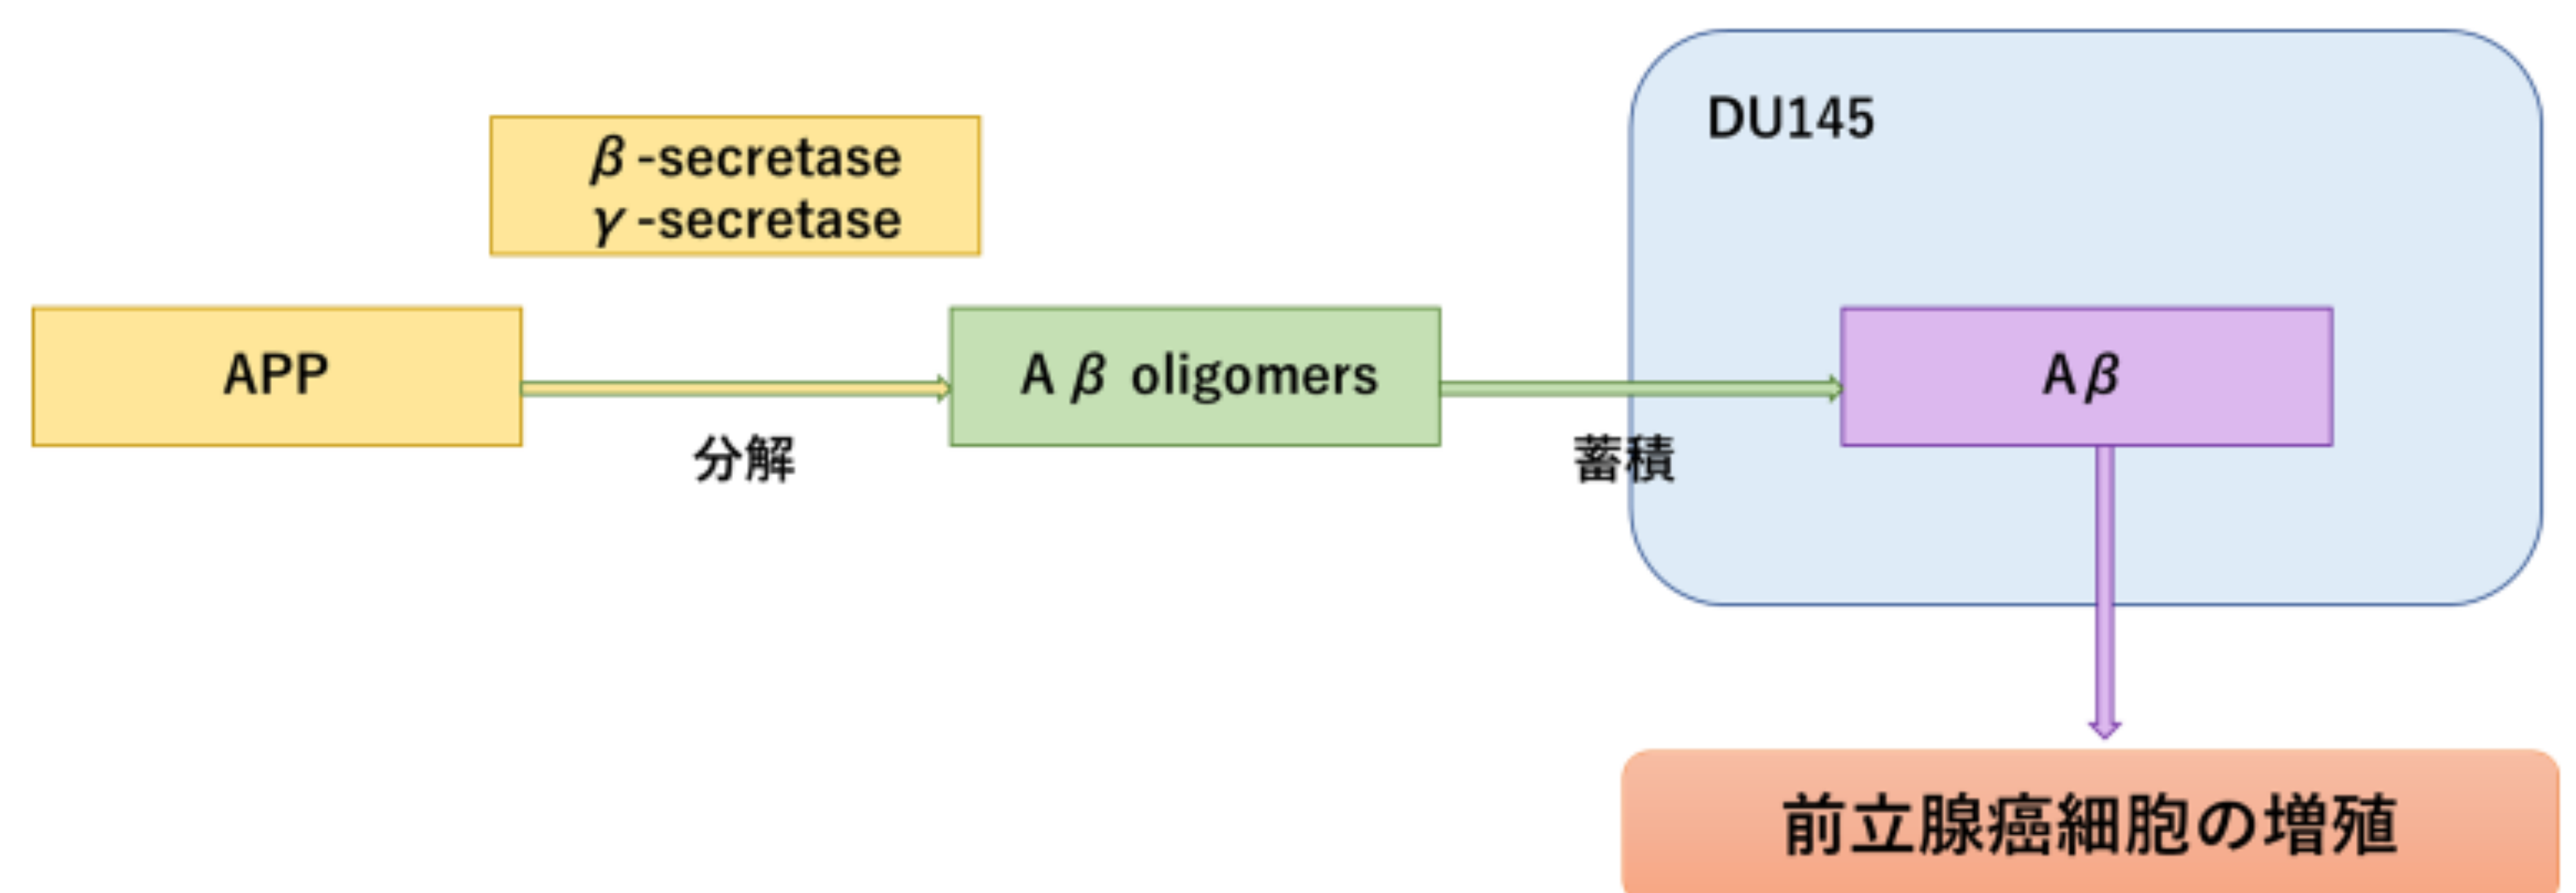 DU145
β-secretase
γ-secretase
APP
Aβ oligomers
Aβ
分解
蓄積
前立腺癌細胞の増殖